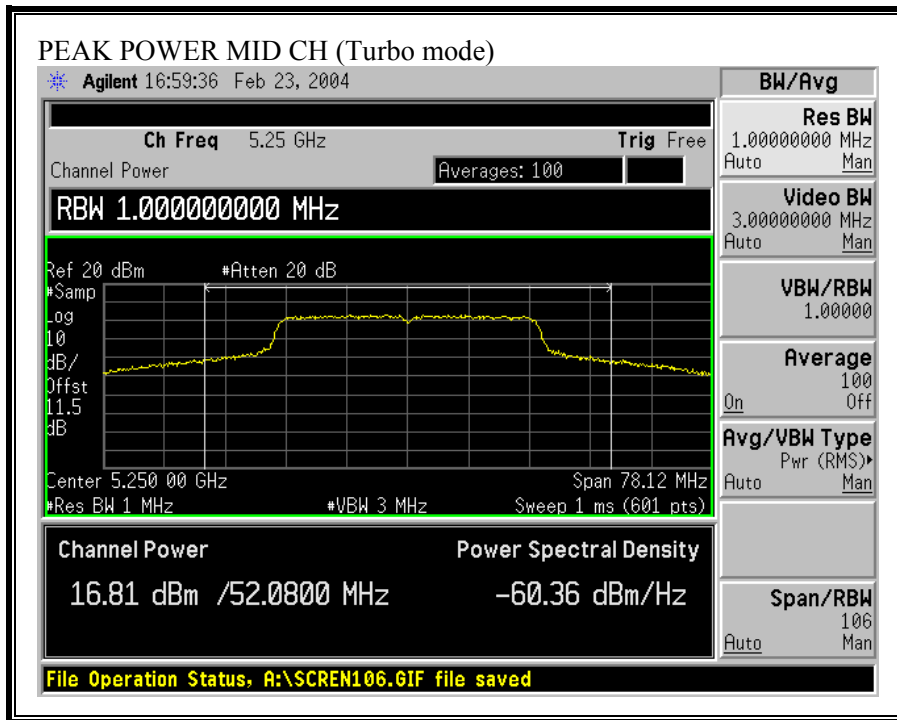 PEAK POWER MID CH (Turbo mode)
Agilent 16:59:36 Feb 23, 2004
BW/Avg
Ch Freq 5.25 GHz Trig Free
Channel Power Averages: 100
RBW 1.000000000 MHz
Ref 20 dBm #Atten 20 dB
#Samp
Log
10
dB/
Offst
11.5
dB
Center 5.250 00 GHz Span 78.12 MHz
#Res BW 1 MHz #VBW 3 MHz Sweep 1 ms (601 pts)
Channel Power Power Spectral Density
16.81 dBm /52.0800 MHz -60.36 dBm/Hz
File Operation Status, A:\SCREN106.GIF file saved
Res BW
1.00000000 MHz
Auto Man
Video BW
3.00000000 MHz
Auto Man
VBW/RBW
1.00000
Average
100
On Off
Avg/VBW Type
Pwr (RMS)
Auto Man
Span/RBW
106
Auto Man